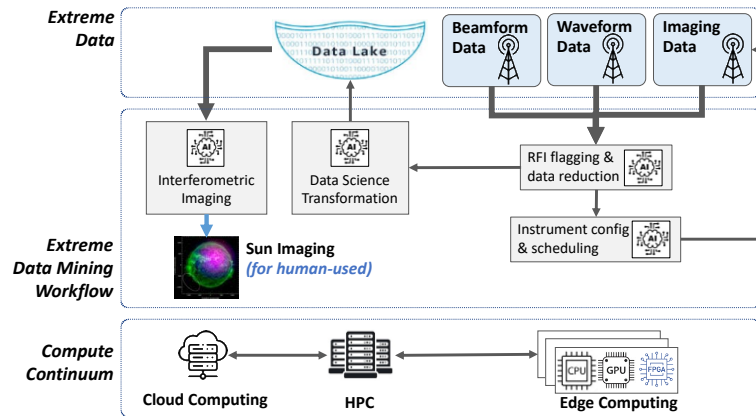 Extreme
Data
Data Lake
Beamform
Data
Waveform
Data
Imaging
Data
AI
Interferometric
Imaging
AI
Data Science
Transformation
RFI flagging &
data reduction
AI
Instrument config
& scheduling
AI
Extreme
Data Mining
Workflow
Sun Imaging
(for human-used)
Compute
Continuum
Cloud Computing
HPC
CPU
GPU
FPGA
Edge Computing